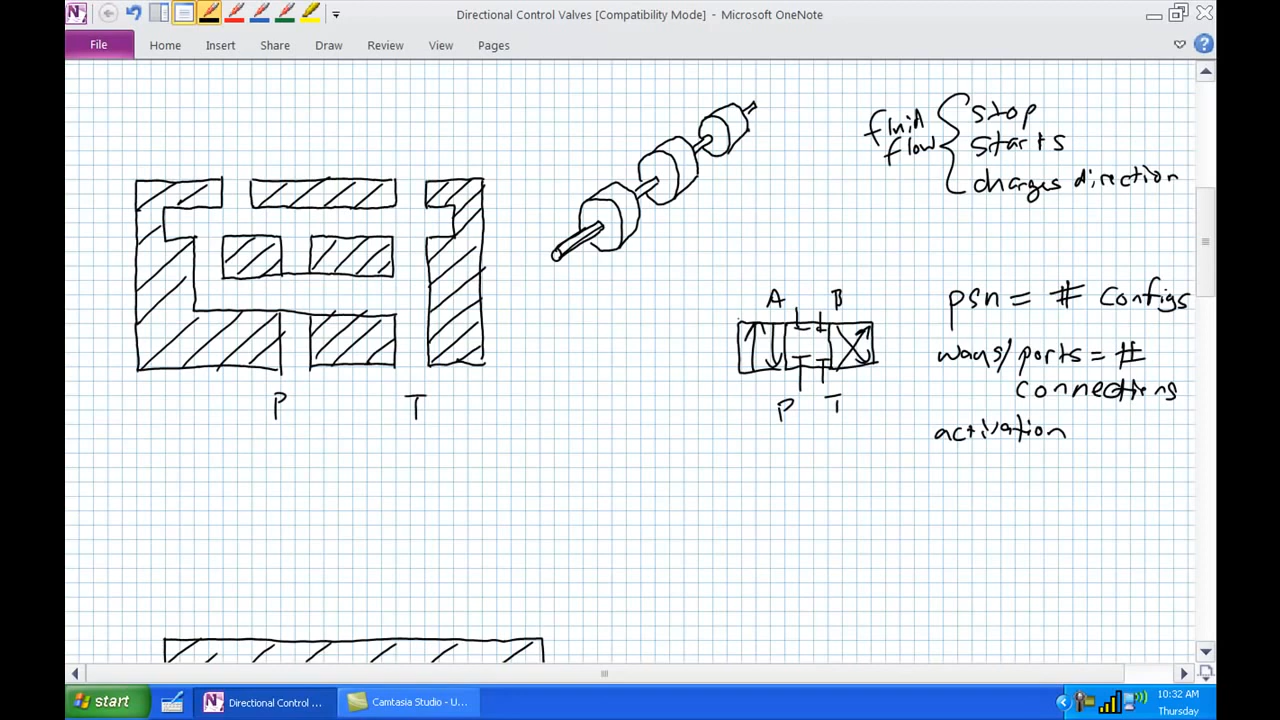 Directional Control Valves [Compatibility Mode] - Microsoft OneNote
File Home Insert Share Draw Review View Pages
fluid flow { stop
starts
changes direction
A B
P T
psn = # configs
ways/ports = #
connections
activation
P T
start Directional Control ... Camtasia Studio - U... 10:32 AM
Thursday